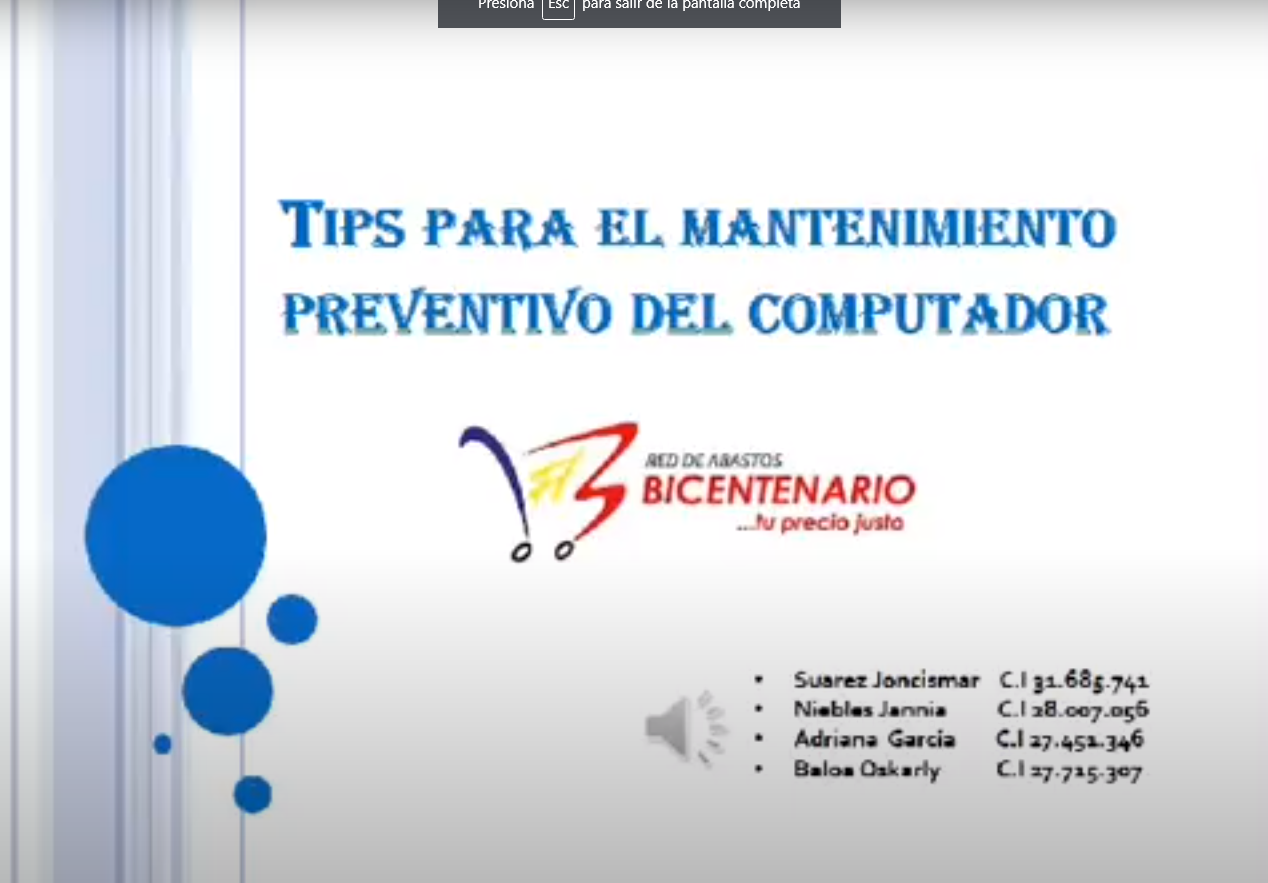 Presiona Esc para salir de la pantalla completa
TIPS PARA EL MANTENIMIENTO
PREVENTIVO DEL COMPUTADOR
RED DE ABASTOS
BICENTENARIO
...tu precio justo
• Suarez Joncismar C.I 31.685.741
• Niebles Jannia C.I 28.007.056
• Adriana Garcia C.I 27.452.346
• Baloa Oskarly C.I 27.725.307